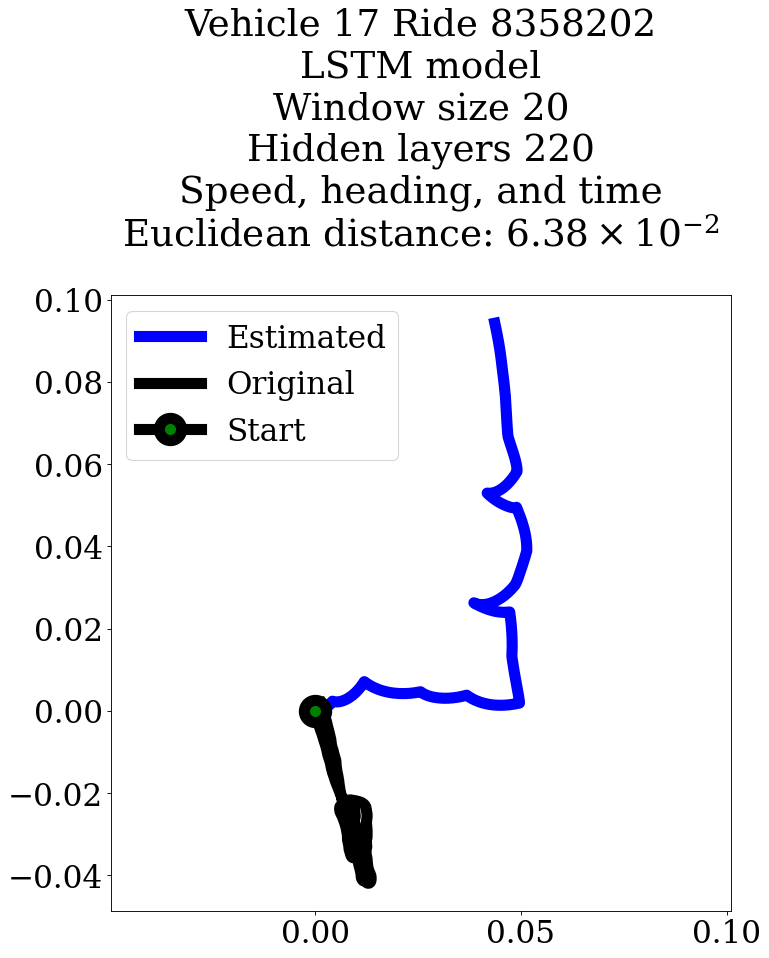 Vehicle 17 Ride 8358202
LSTM model
Window size 20
Hidden layers 220
Speed, heading, and time
Euclidean distance: 6.38 × 10⁻²
Estimated
Original
Start
0.10
0.08
0.06
0.04
0.02
0.00
−0.02
−0.04
0.00 0.05 0.10